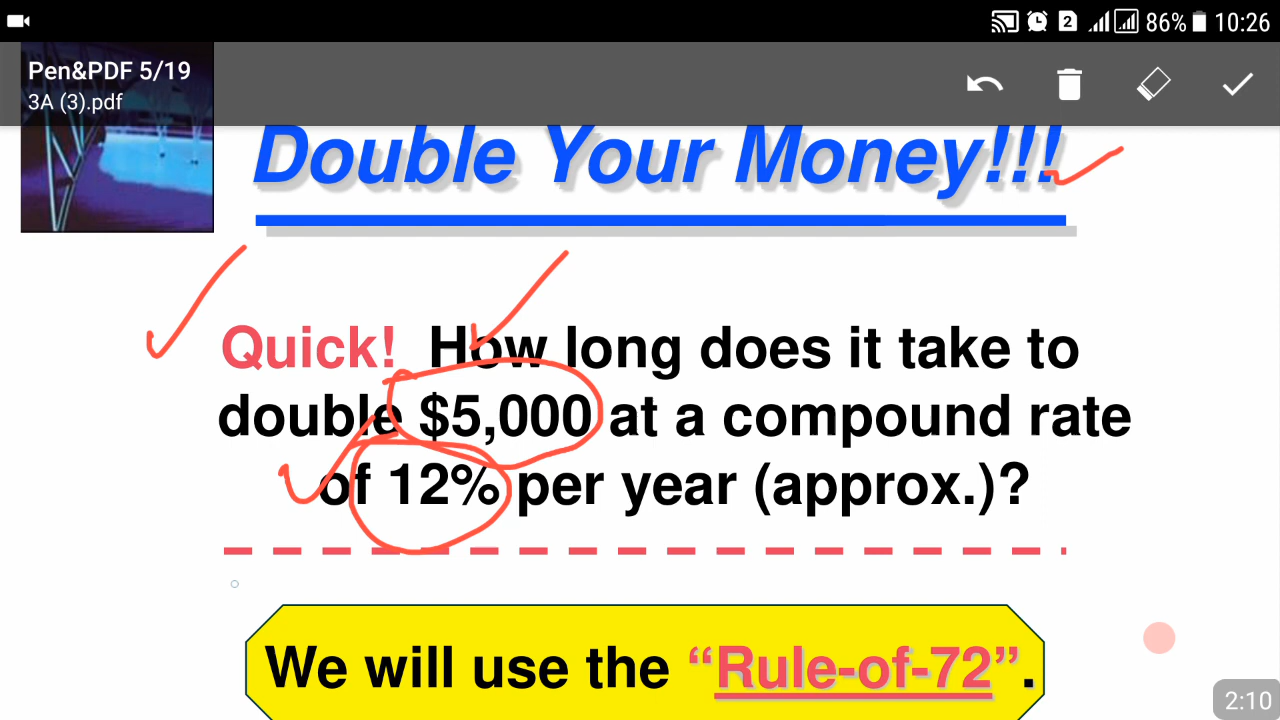 2 86% 10:26
Pen&PDF 5/19
3A (3).pdf
Double Your Money!!!
Quick! How long does it take to
double $5,000 at a compound rate
of 12% per year (approx.)?
We will use the “Rule-of-72”.
2:10